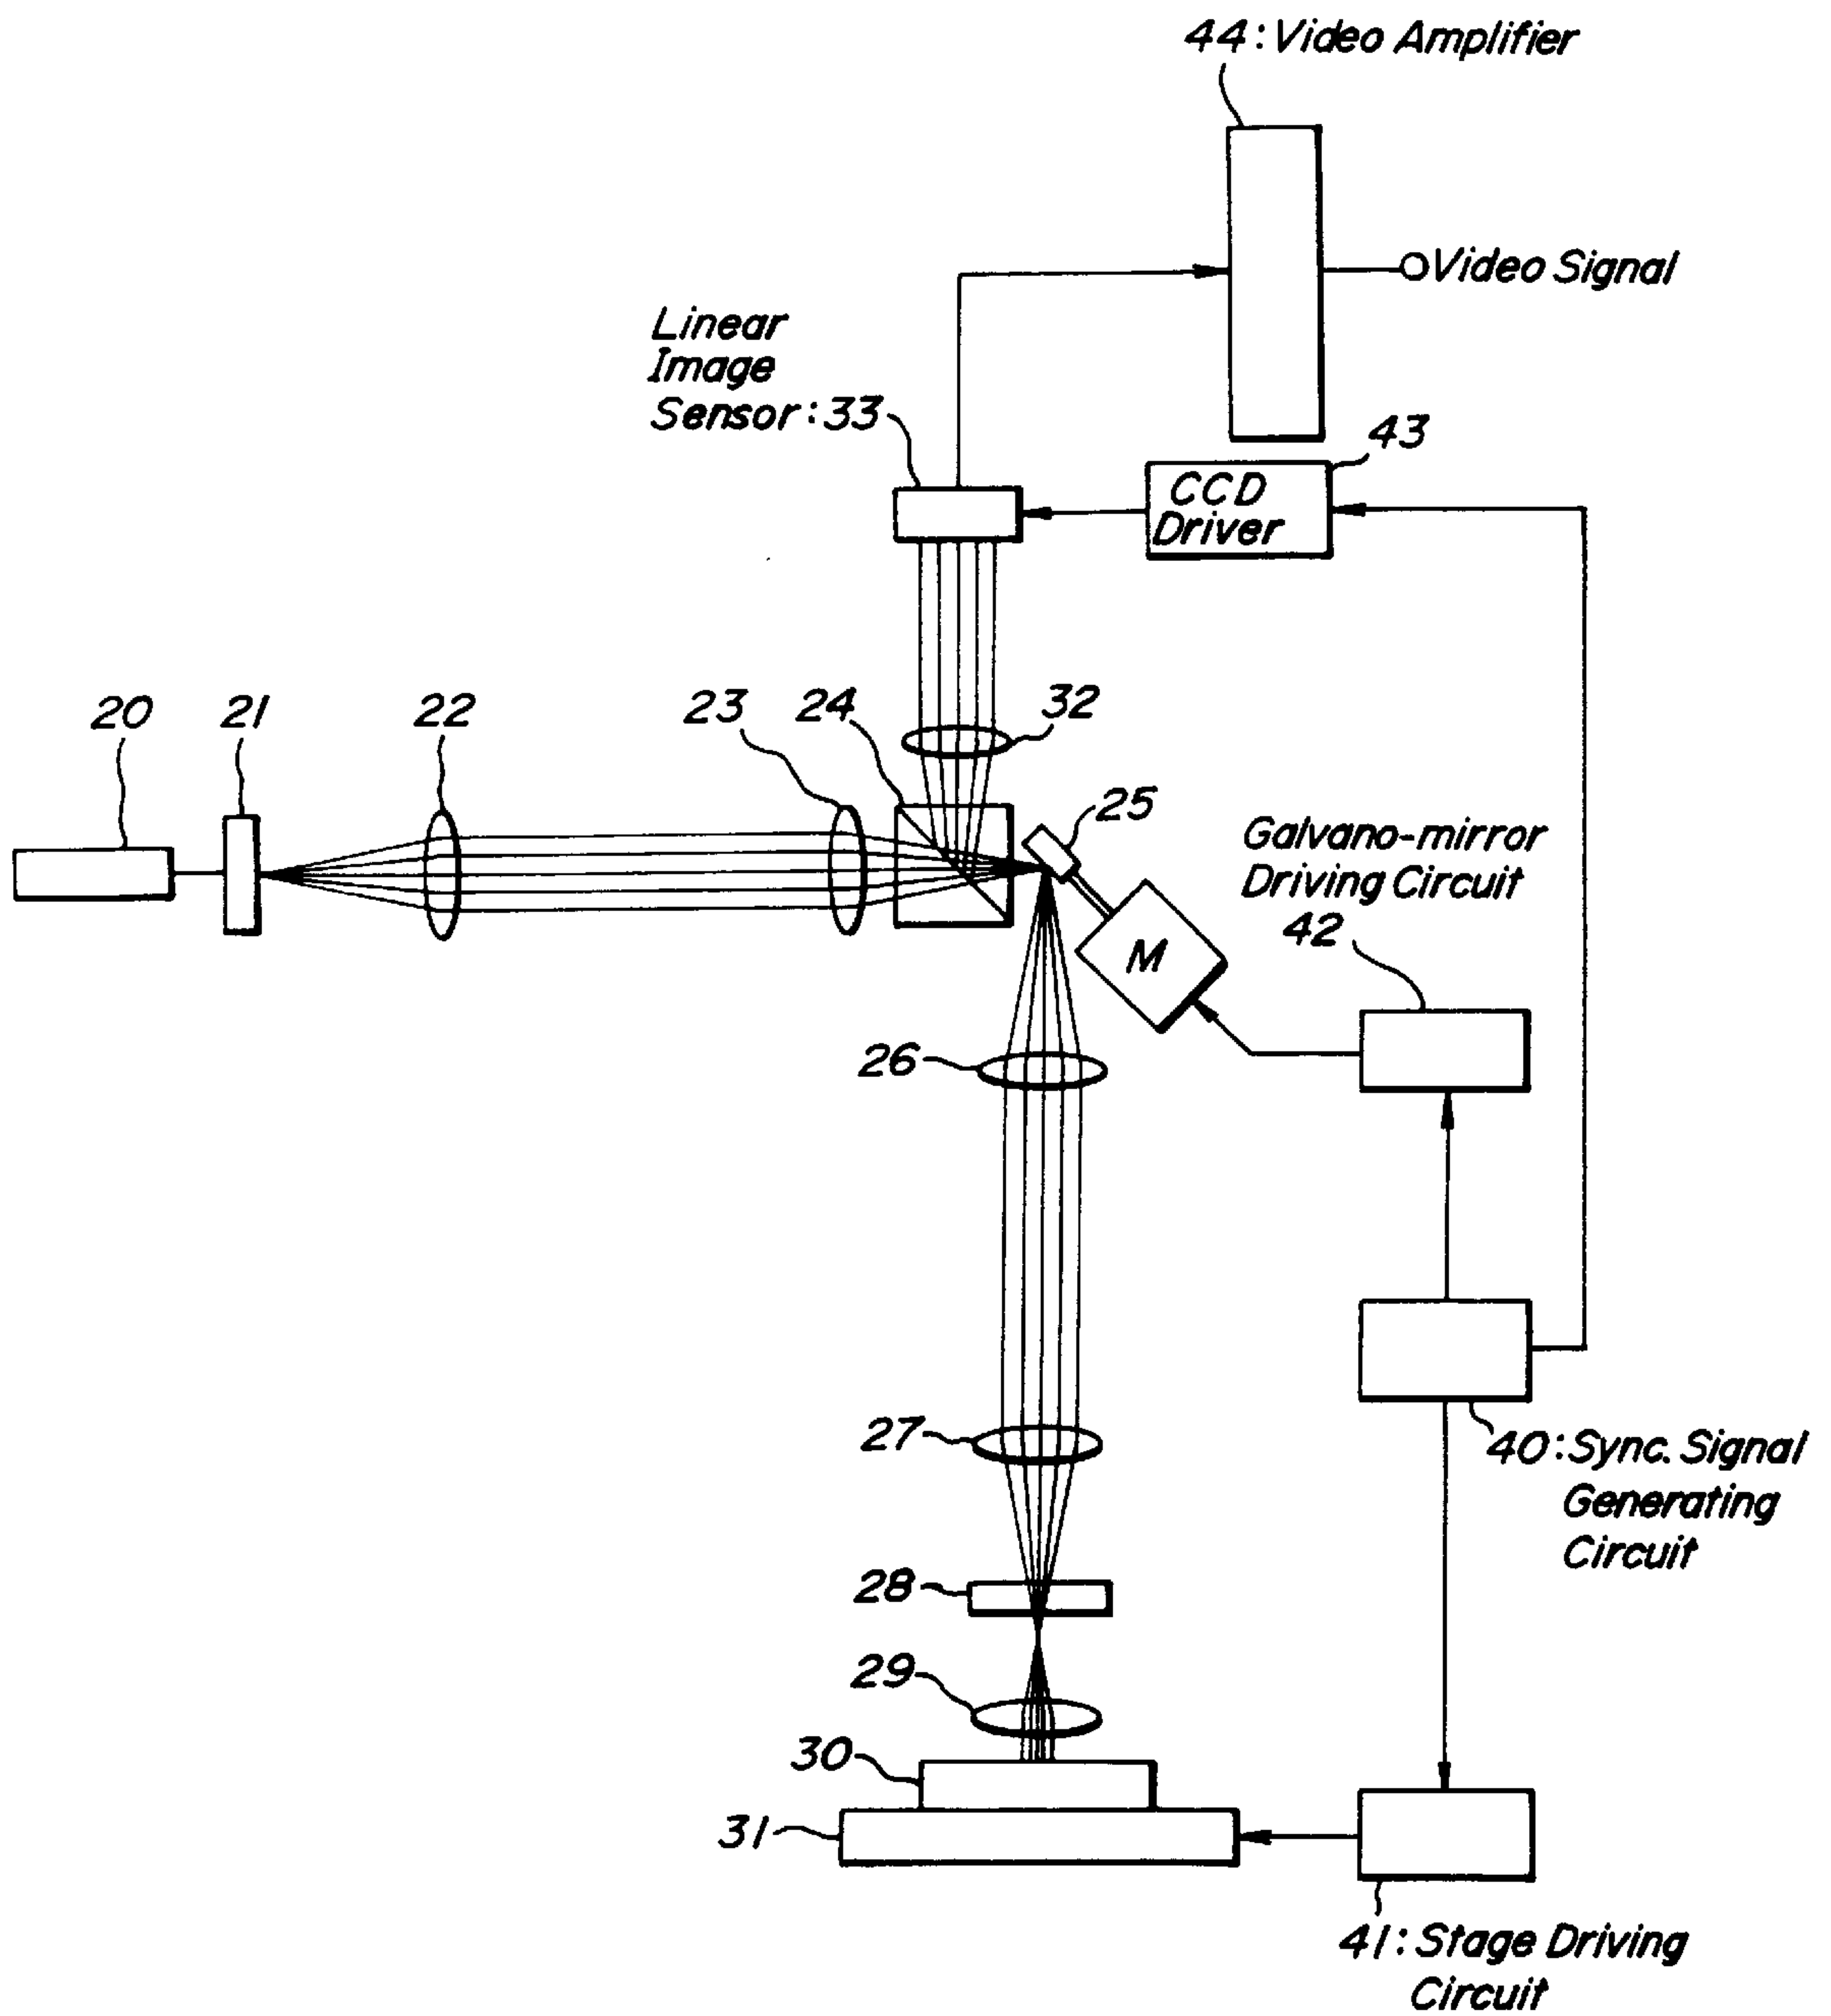 44: Video Amplifier
Video Signal
Linear
Image
Sensor: 33
43
CCD
Driver
20
21
22
23
24
32
25
Galvano-mirror
Driving Circuit
42
M
26
27
40: Sync. Signal
Generating
Circuit
28
29
30
31
41: Stage Driving
Circuit